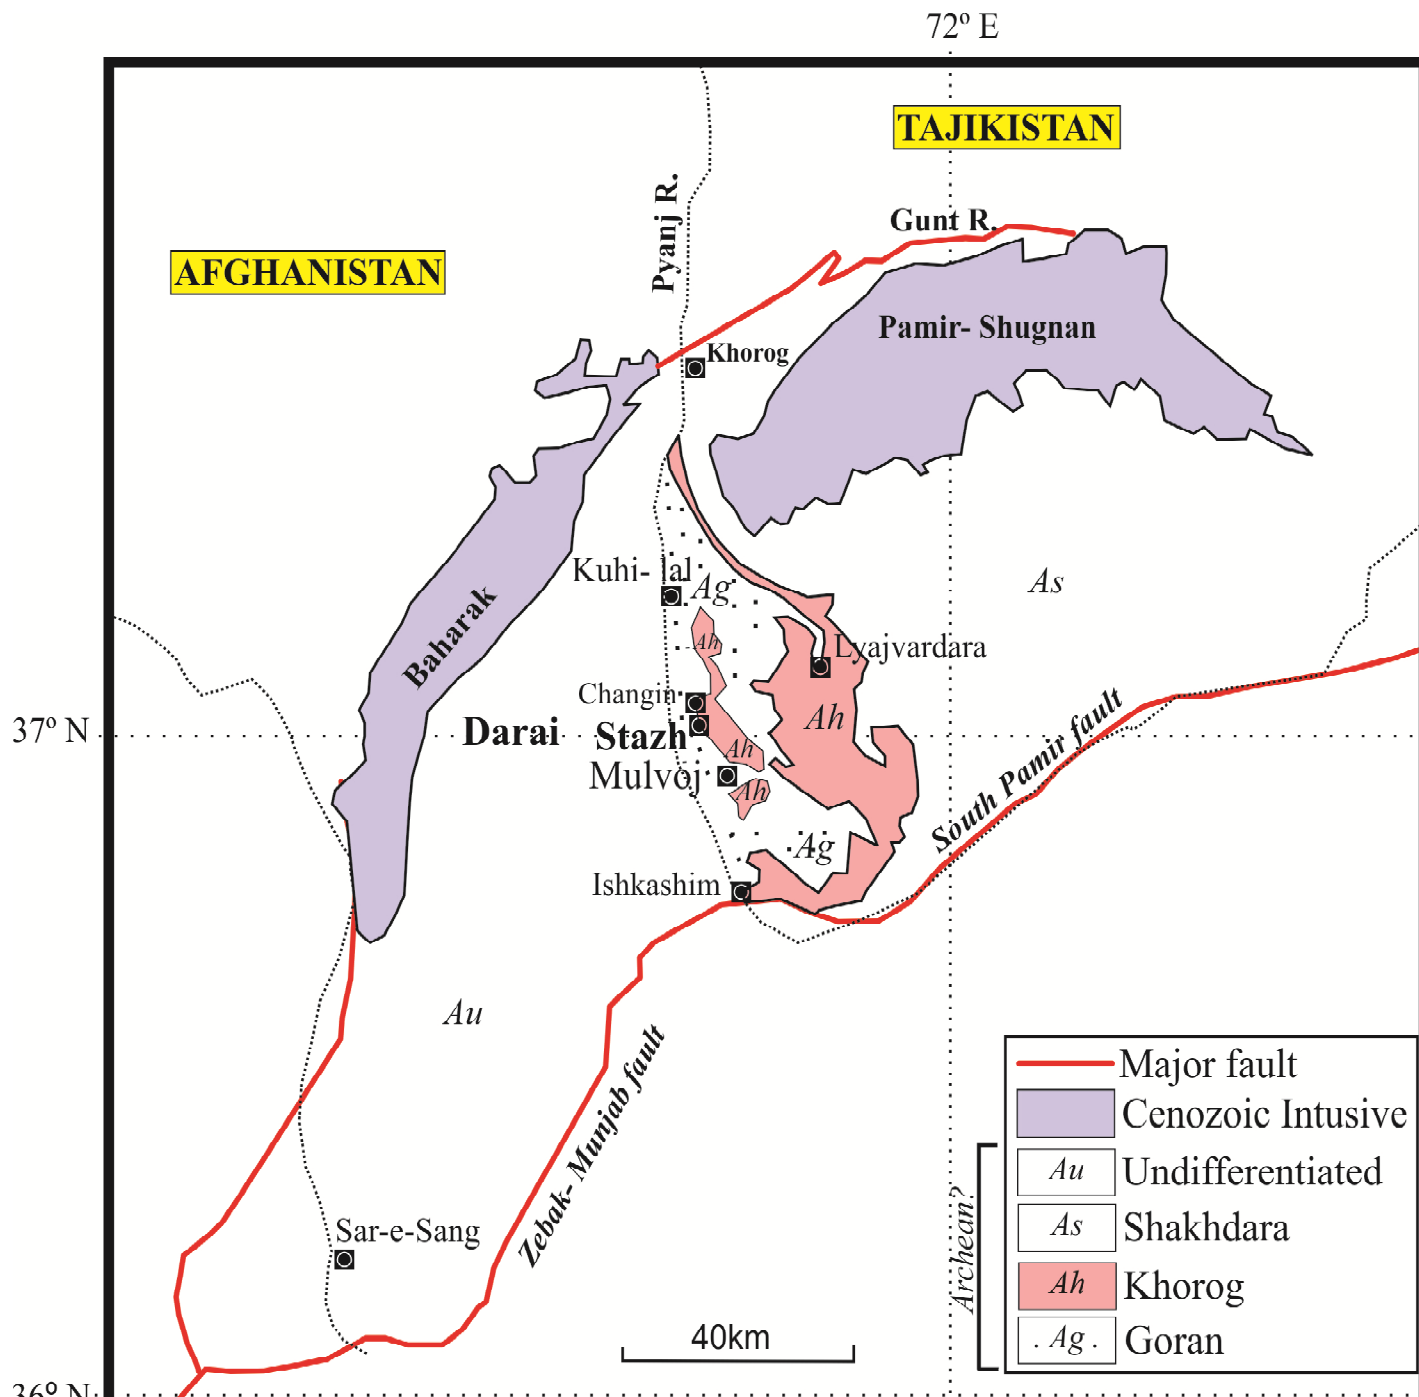 72º E
TAJIKISTAN
Pyanj R.
Gunt R.
AFGHANISTAN
Pamir- Shugnan
Khorog
Kuhi- lal
Ag
As
Baharak
Ah
Lyajvardara
Changin
Ah
37º N
Darai Stazh
Ah
Mulvoj
Ah
South Pamir fault
Ag
Ishkashim
Au
Zebak- Munjab fault
Sar-e-Sang
40km
36º N
Major fault
Cenozoic Intusive
Archean?
Au Undifferentiated
As Shakhdara
Ah Khorog
. Ag . Goran